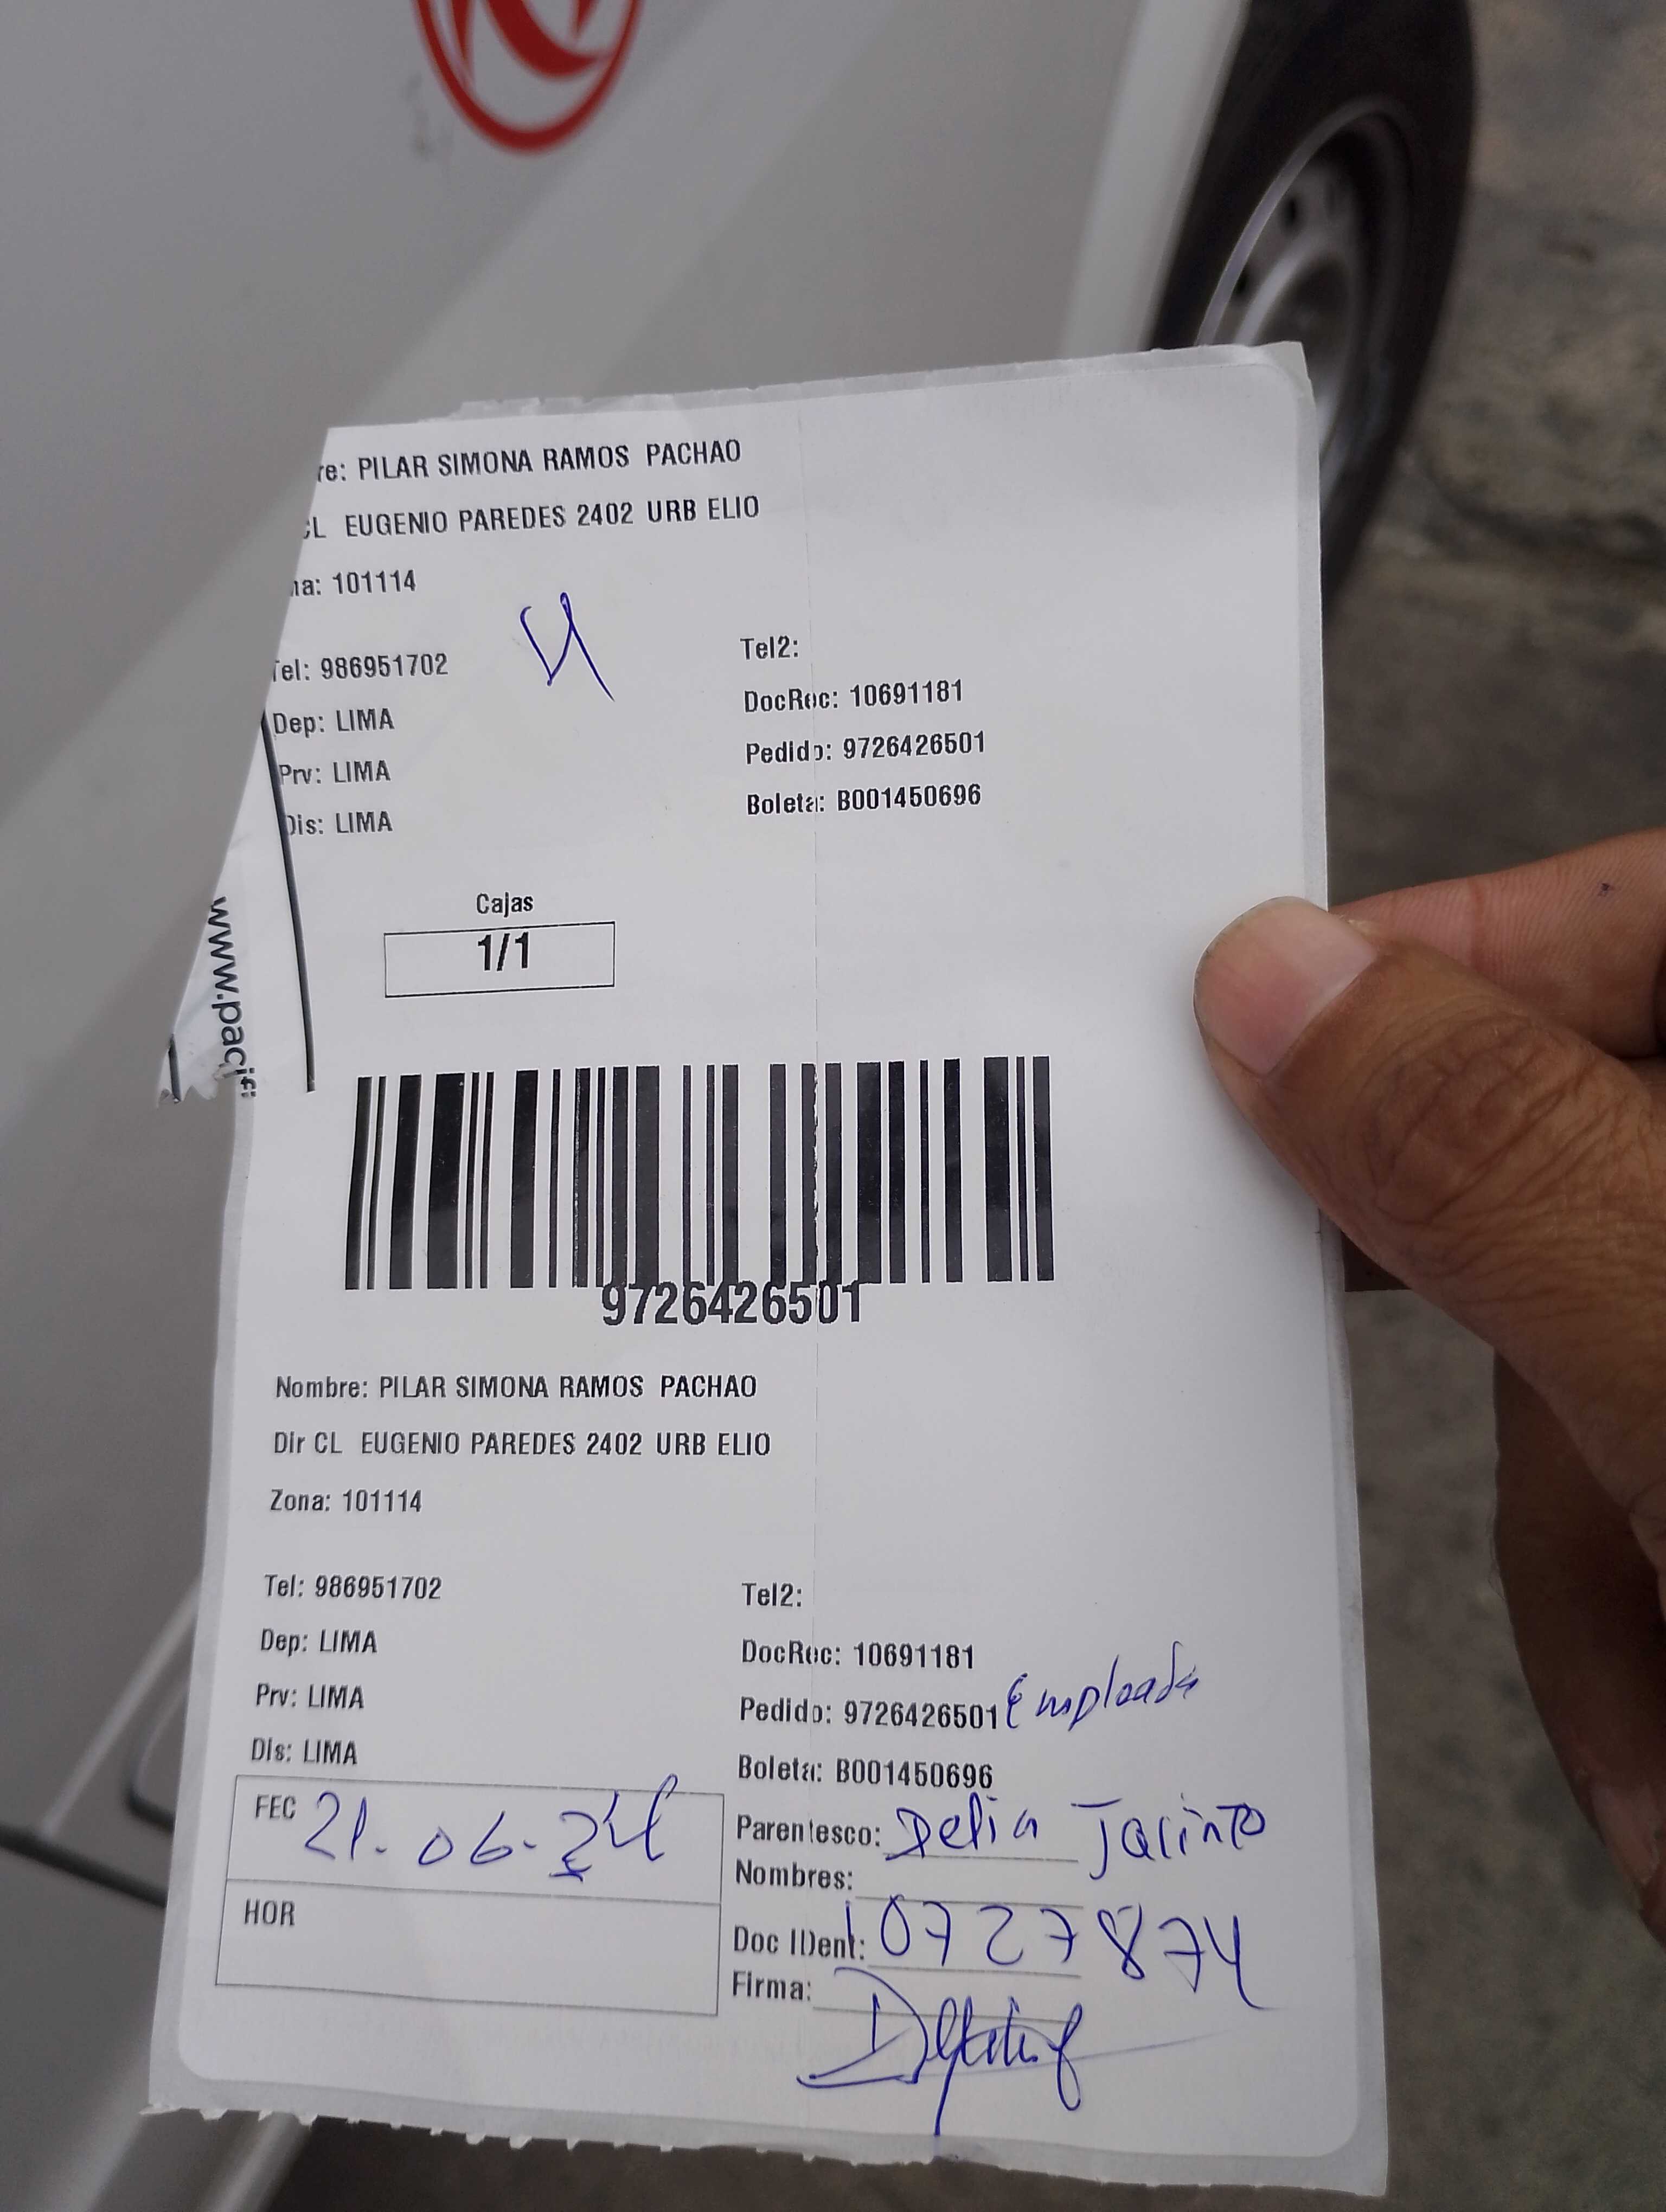 re: PILAR SIMONA RAMOS PACHAO
CL EUGENIO PAREDES 2402 URB ELIO
na: 101114
Tel: 986951702
Tel2:
DocRec: 10691181
Dep: LIMA
Pedido: 9726426501
Prv: LIMA
Boleta: B001450696
Dis: LIMA
Cajas
1/1
www.pacifi
9726426501
Nombre: PILAR SIMONA RAMOS PACHAO
Dir CL EUGENIO PAREDES 2402 URB ELIO
Zona: 101114
Tel: 986951702
Tel2:
Dep: LIMA
DocRec: 10691181
Prv: LIMA
Pedido: 9726426501 Empleada
Dis: LIMA
Boleta: B001450696
FEC 21.06-24
Parentesco: Delia Jacinto
Nombres:
HOR
Doc IDent: 10727874
Firma: